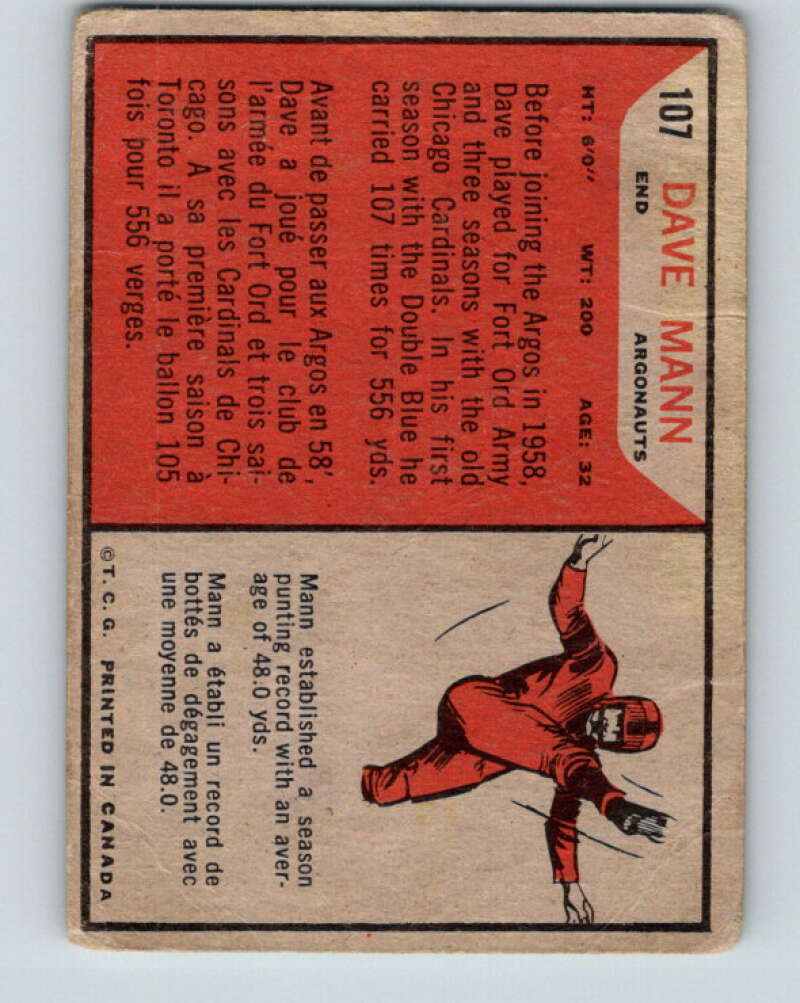 107 DAVE MANN
END ARGONAUTS
HT: 6'0" WT: 200 AGE: 32
Before joining the Argos in 1958,
Dave played for Fort Ord Army
and three seasons with the old
Chicago Cardinals. In his first
season with the Double Blue he
carried 107 times for 556 yds.
Avant de passer aux Argos en 58',
Dave a joué pour le club de
l'armée du Fort Ord et trois sai-
sons avec les Cardinals de Chi-
cago. A sa première saison à
Toronto il a porté le ballon 105
fois pour 556 verges.
Mann established a season
punting record with an aver-
age of 48.0 yds.
Mann a établi un record de
bottés de dégagement avec
une moyenne de 48.0.
©T.C.G. PRINTED IN CANADA